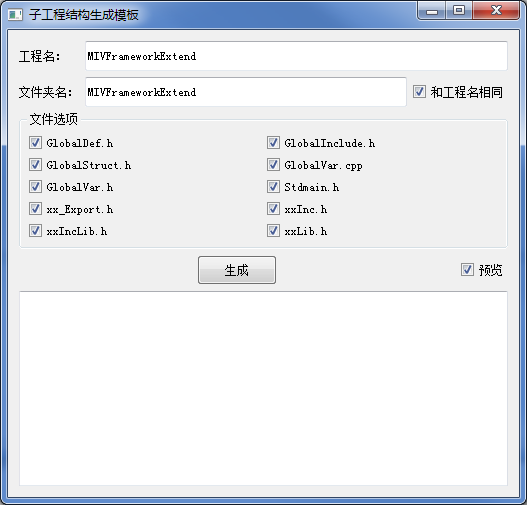 子工程结构生成模板
工程名：
MIVFrameworkExtend
文件夹名：
MIVFrameworkExtend
和工程名相同
文件选项
GlobalDef.h
GlobalInclude.h
GlobalStruct.h
GlobalVar.cpp
GlobalVar.h
Stdmain.h
xx_Export.h
xxInc.h
xxIncLib.h
xxLib.h
生成
预览